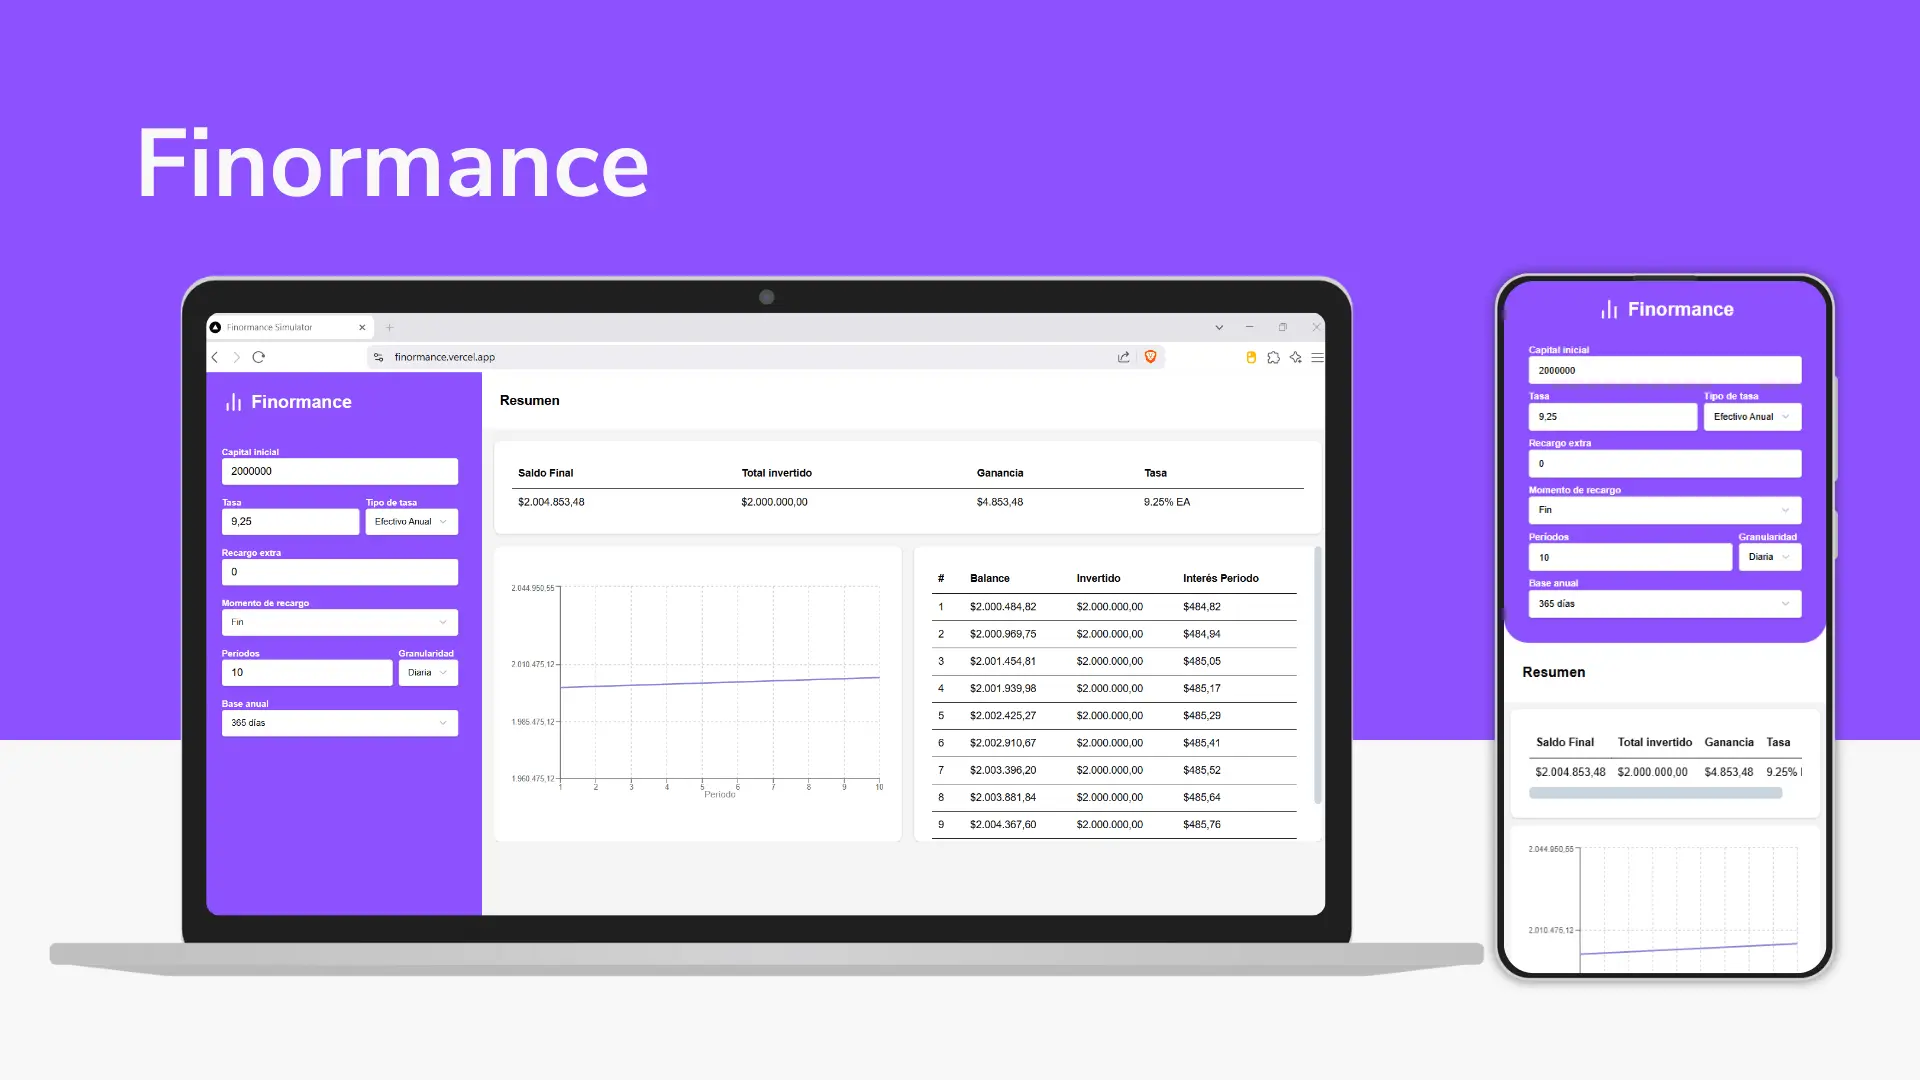 Finormance
Finormance Simulator
finormance.vercel.app
Finormance
Capital inicial
2000000
Tasa Tipo de tasa
9,25 Efectivo Anual
Recargo extra
0
Momento de recargo
Fin
Períodos Granularidad
10 Diaria
Base anual
365 días
Resumen
Saldo Final Total invertido Ganancia Tasa
$2.004.853,48 $2.000.000,00 $4.853,48 9.25% EA
2.044.950,55
2.010.475,12
1.985.475,12
1.960.475,12
1 2 3 4 5 6 7 8 9 10
Periodo
# Balance Invertido Interés Periodo
1 $2.000.484,82 $2.000.000,00 $484,82
2 $2.000.969,75 $2.000.000,00 $484,94
3 $2.001.454,81 $2.000.000,00 $485,05
4 $2.001.939,98 $2.000.000,00 $485,17
5 $2.002.425,27 $2.000.000,00 $485,29
6 $2.002.910,67 $2.000.000,00 $485,41
7 $2.003.396,20 $2.000.000,00 $485,52
8 $2.003.881,84 $2.000.000,00 $485,64
9 $2.004.367,60 $2.000.000,00 $485,76
Finormance
Capital inicial
2000000
Tasa Tipo de tasa
9,25 Efectivo Anual
Recargo extra
0
Momento de recargo
Fin
Períodos Granularidad
10 Diaria
Base anual
365 días
Resumen
Saldo Final Total invertido Ganancia Tasa
$2.004.853,48 $2.000.000,00 $4.853,48 9.25%
2.044.950,55
2.010.475,12